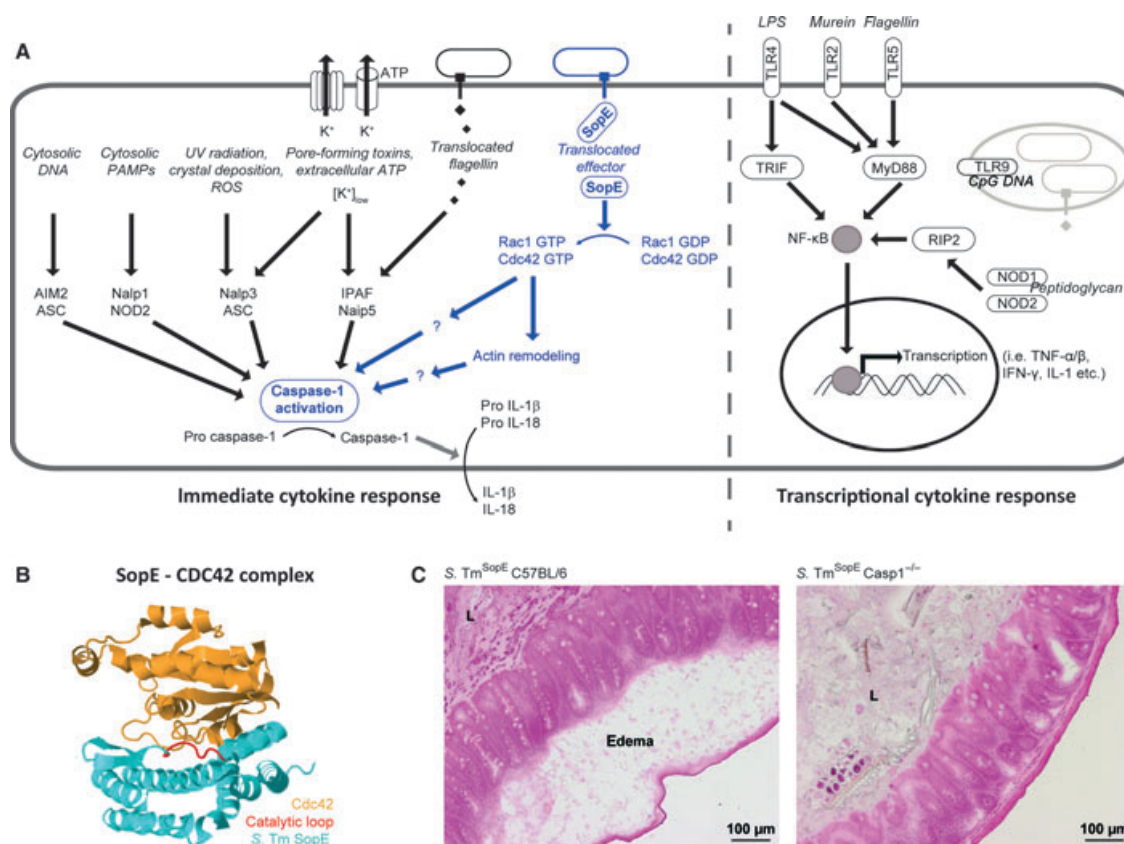 A
K⁺
K⁺
ATP
Cytosolic
DNA
Cytosolic
PAMPs
UV radiation,
crystal deposition,
ROS
Pore-forming toxins,
extracellular ATP
[K⁺]low
Translocated
flagellin
SopE
Translocated
effector
SopE
Rac1 GTP
Cdc42 GTP
Rac1 GDP
Cdc42 GDP
AIM2
ASC
Nalp1
NOD2
Nalp3
ASC
IPAF
Naip5
?
?
Actin remodeling
Caspase-1
activation
Pro caspase-1
Caspase-1
Pro IL-1β
Pro IL-18
IL-1β
IL-18
Immediate cytokine response
LPS
Murein
Flagellin
TLR4
TLR2
TLR5
TRIF
MyD88
TLR9
CpG DNA
NF-κB
RIP2
NOD1
NOD2
Peptidoglycan
Transcription
(i.e. TNF-α/β,
IFN-γ, IL-1 etc.)
Transcriptional cytokine response
B
SopE - CDC42 complex
Cdc42
Catalytic loop
S. Tm SopE
C
S. Tm^SopE C57BL/6
L
Edema
100 µm
S. Tm^SopE Casp1⁻/⁻
L
100 µm